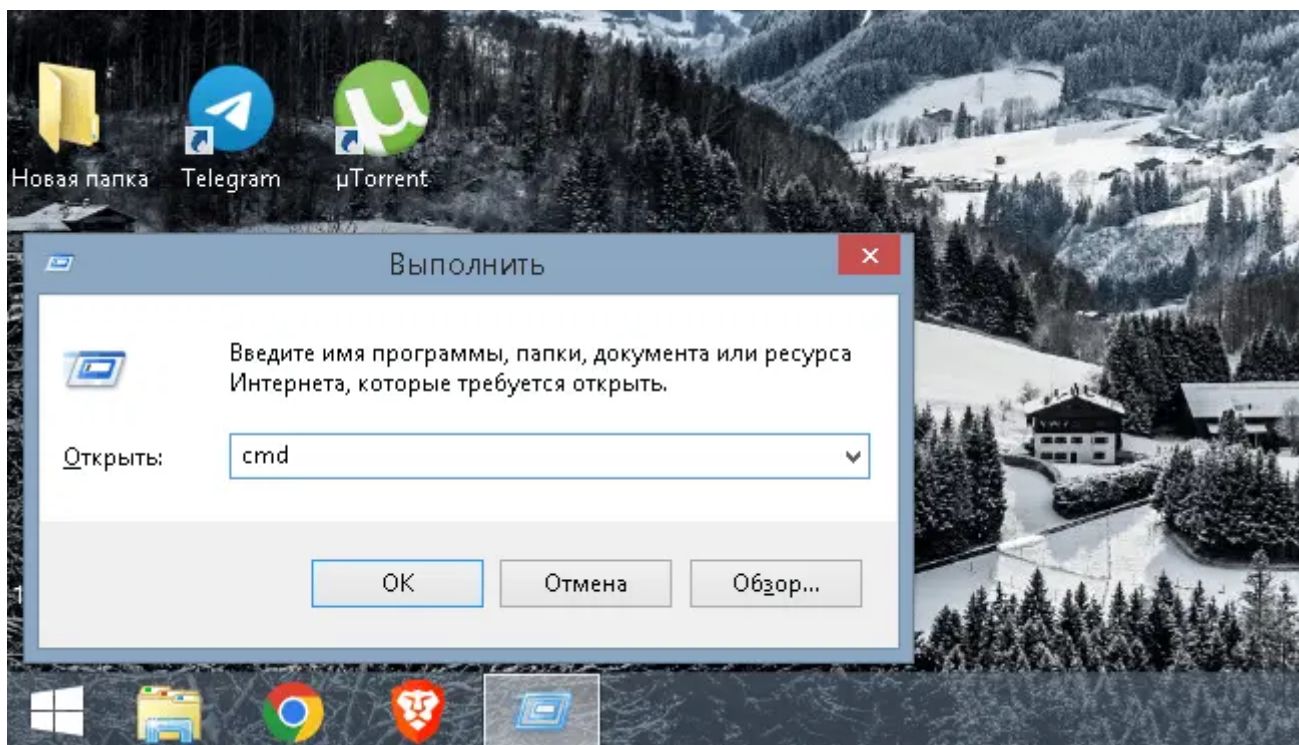 Новая папка
Telegram
µTorrent
Выполнить
Введите имя программы, папки, документа или ресурса
Интернета, которые требуется открыть.
Открыть:
cmd
OK
Отмена
Обзор...
1